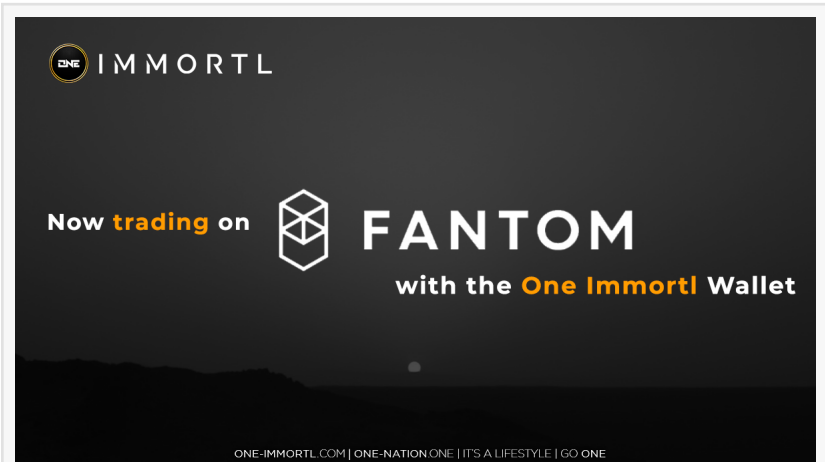 ONE IMMORTL
Now trading on
FANTOM
with the One Immortl Wallet
ONE-IMMORTL.COM | ONE-NATION.ONE | IT'S A LIFESTYLE | GO ONE